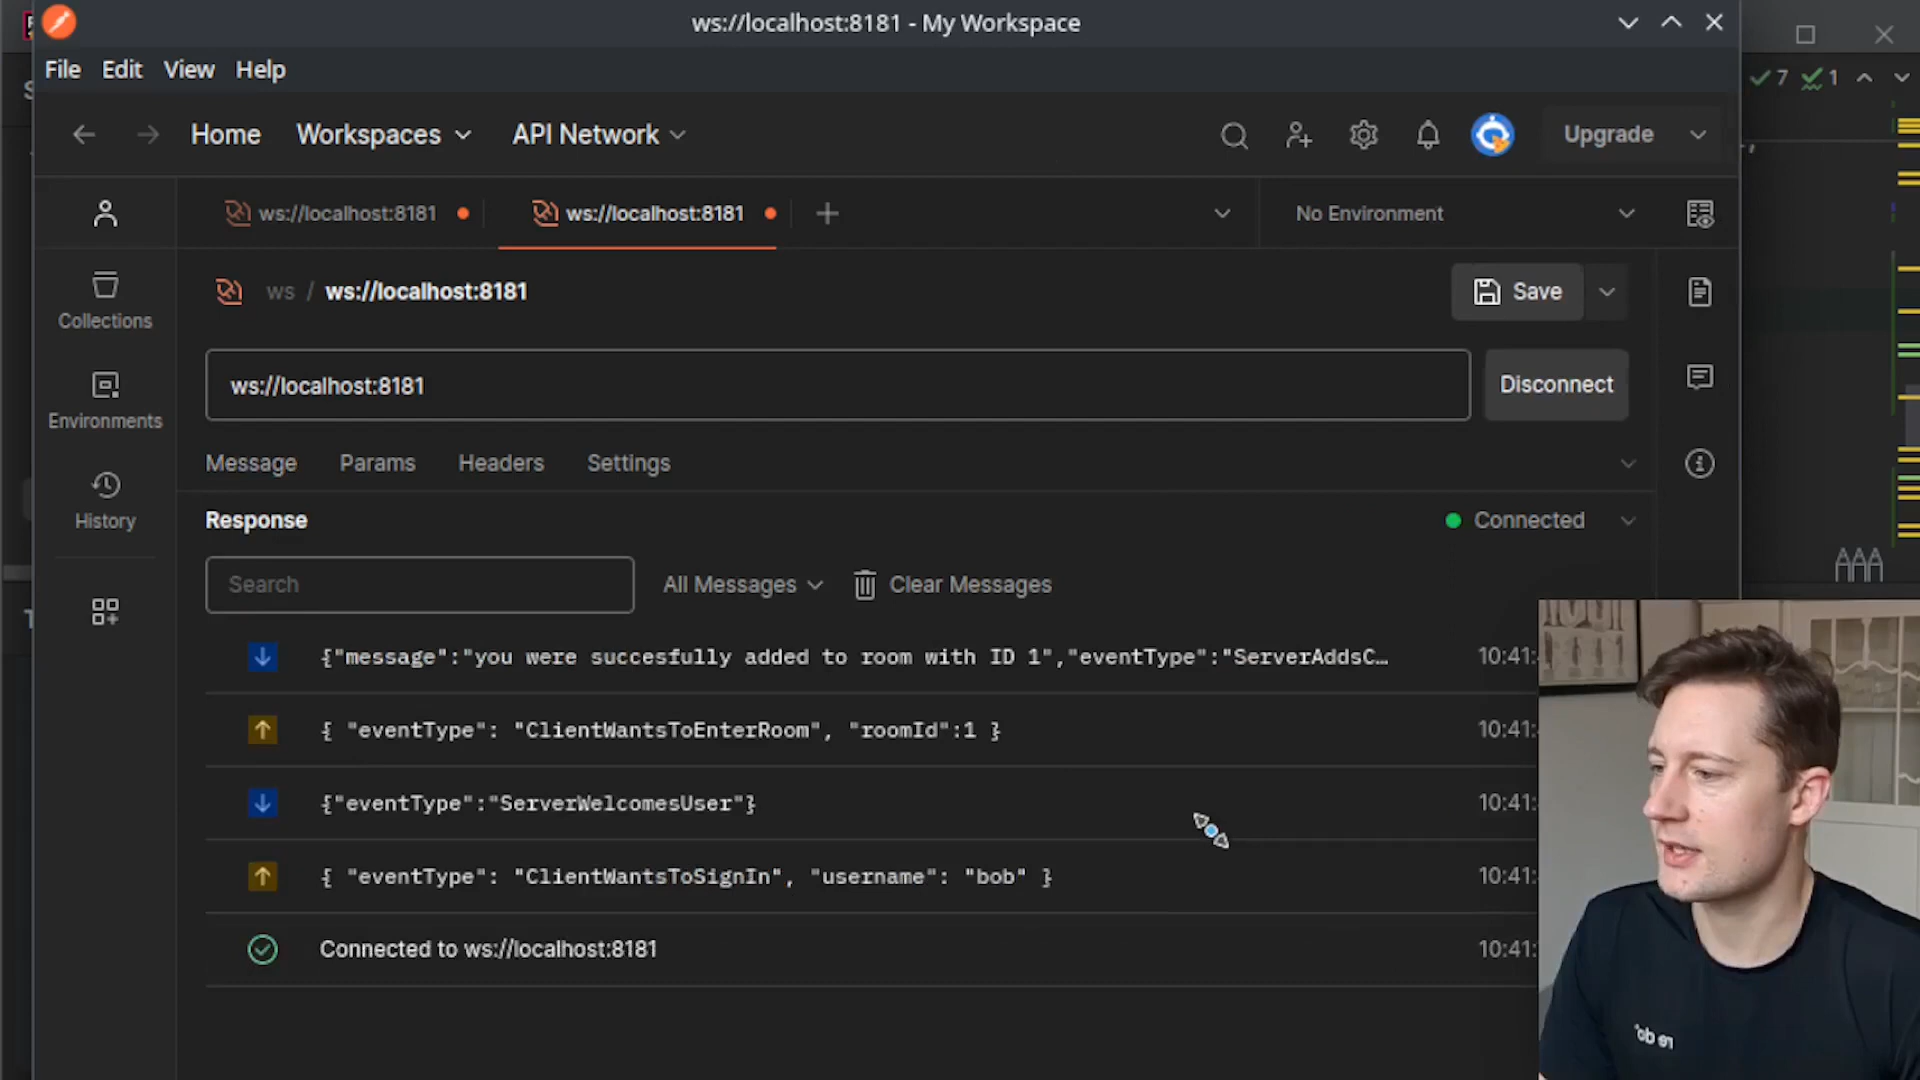 ws://localhost:8181 - My Workspace
File Edit View Help
7 1
Home Workspaces API Network Upgrade
ws://localhost:8181 ws://localhost:8181 No Environment
ws / ws://localhost:8181 Save
Collections
ws://localhost:8181 Disconnect
Environments
Message Params Headers Settings
History
Response Connected
Search All Messages Clear Messages
{"message":"you were succesfully added to room with ID 1","eventType":"ServerAddsC… 10:41:
{ "eventType": "ClientWantsToEnterRoom", "roomId":1 } 10:41:
{"eventType":"ServerWelcomesUser"} 10:41:
{ "eventType": "ClientWantsToSignIn", "username": "bob" } 10:41:
Connected to ws://localhost:8181 10:41: